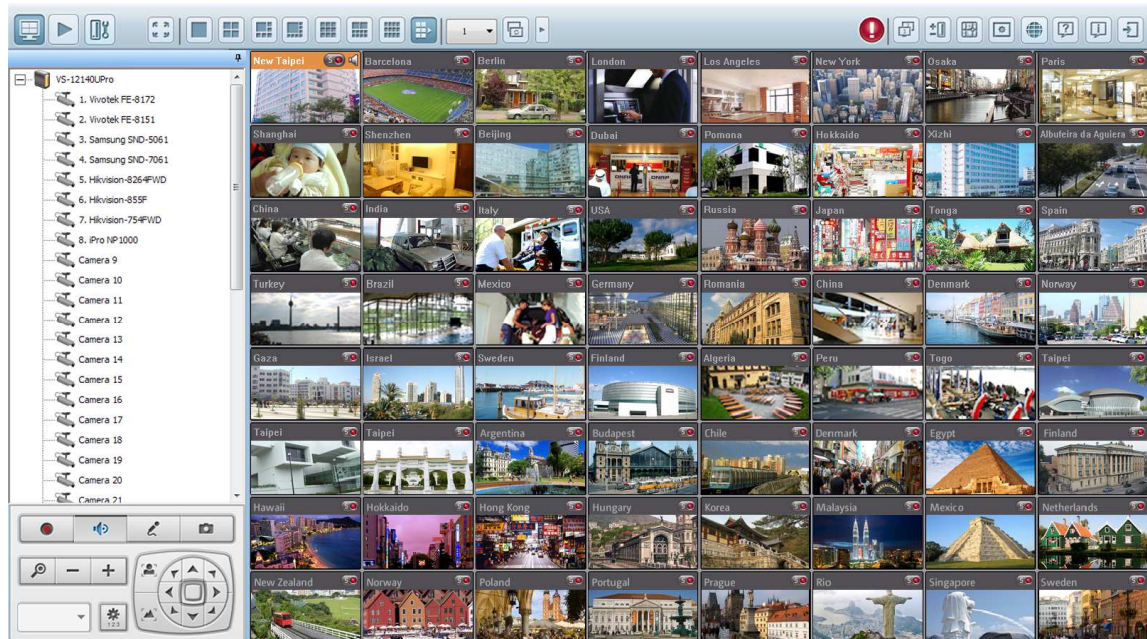 1
VS-12140UPro
1. Vivotek FE-8172
2. Vivotek FE-8151
3. Samsung SND-5061
4. Samsung SND-7061
5. Hikvision-8264FWD
6. Hikvision-855F
7. Hikvision-754FWD
8. iPro NP1000
Camera 9
Camera 10
Camera 11
Camera 12
Camera 13
Camera 14
Camera 15
Camera 16
Camera 17
Camera 18
Camera 19
Camera 20
Camera 21
123
New Taipei Barcelona Berlin London Los Angeles New York Osaka Paris
Shanghai Shenzhen Beijing Dubai Pomona Hokkaido Xizhi Albufeira da Aguiera
China India Italy USA Russia Japan Tonga Spain
Turkey Brazil Mexico Germany Romania China Denmark Norway
Gaza Israel Sweden Finland Algeria Peru Togo Taipei
Taipei Taipei Argentina Budapest Chile Denmark Egypt Finland
Hawaii Hokkaido Hong Kong Hungary Korea Malaysia Mexico Netherlands
New Zealand Norway Poland Portugal Prague Rio Singapore Sweden